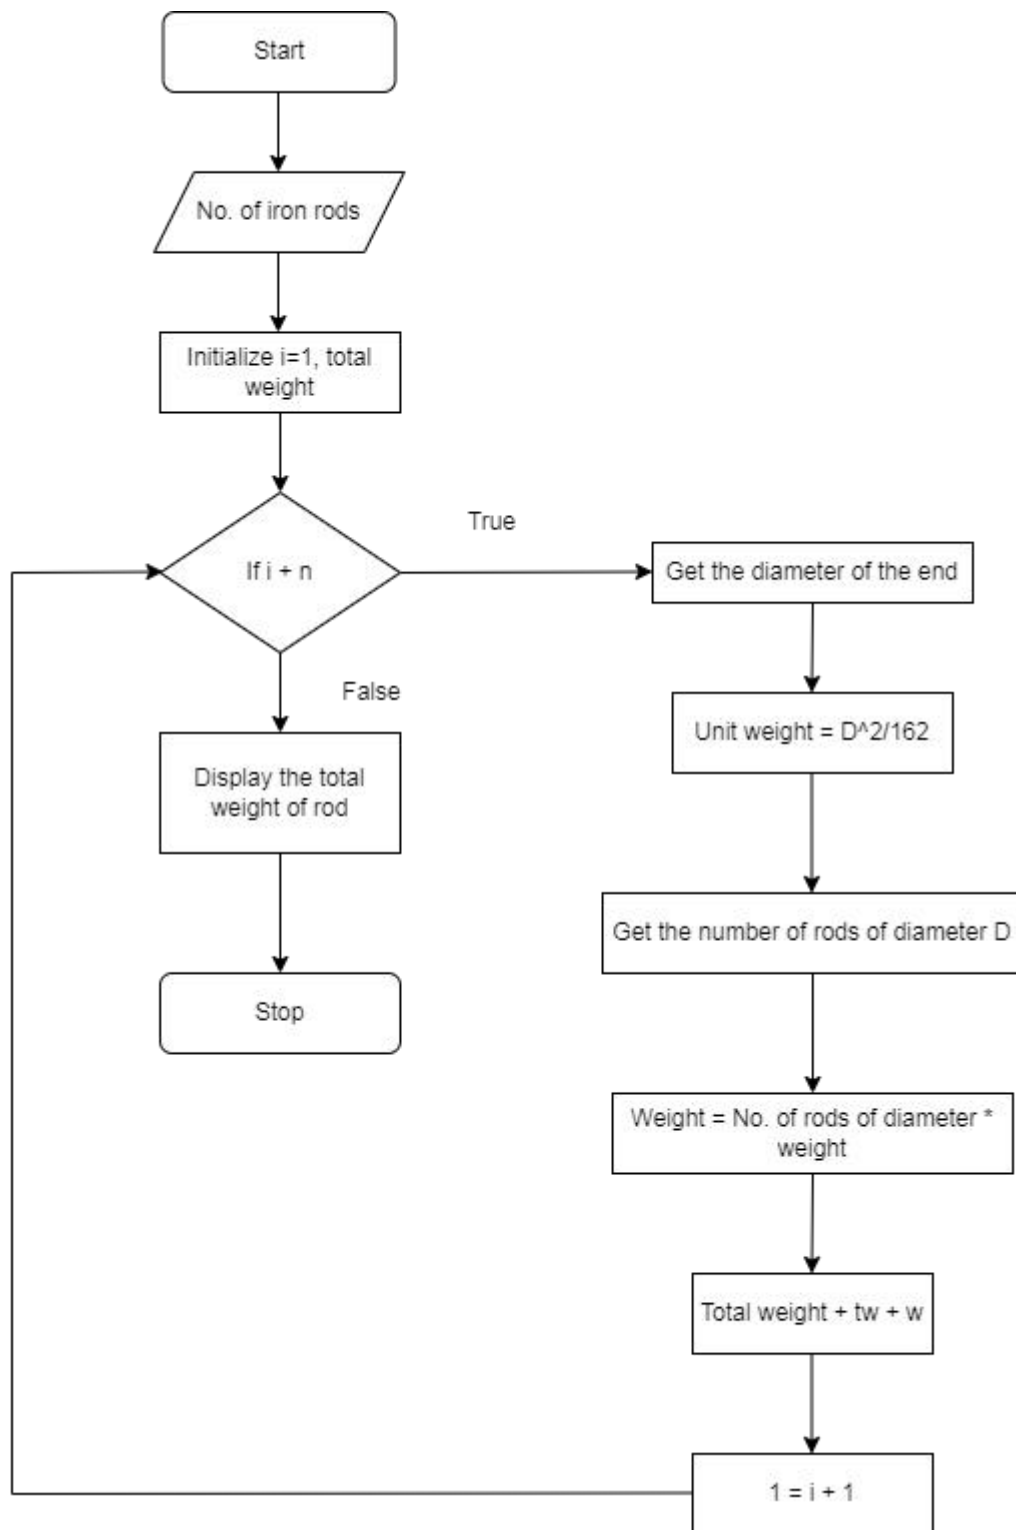 Start
No. of iron rods
Initialize i=1, total
weight
If i + n
True
False
Display the total
weight of rod
Stop
Get the diameter of the end
Unit weight = D^2/162
Get the number of rods of diameter D
Weight = No. of rods of diameter *
weight
Total weight + tw + w
1 = i + 1